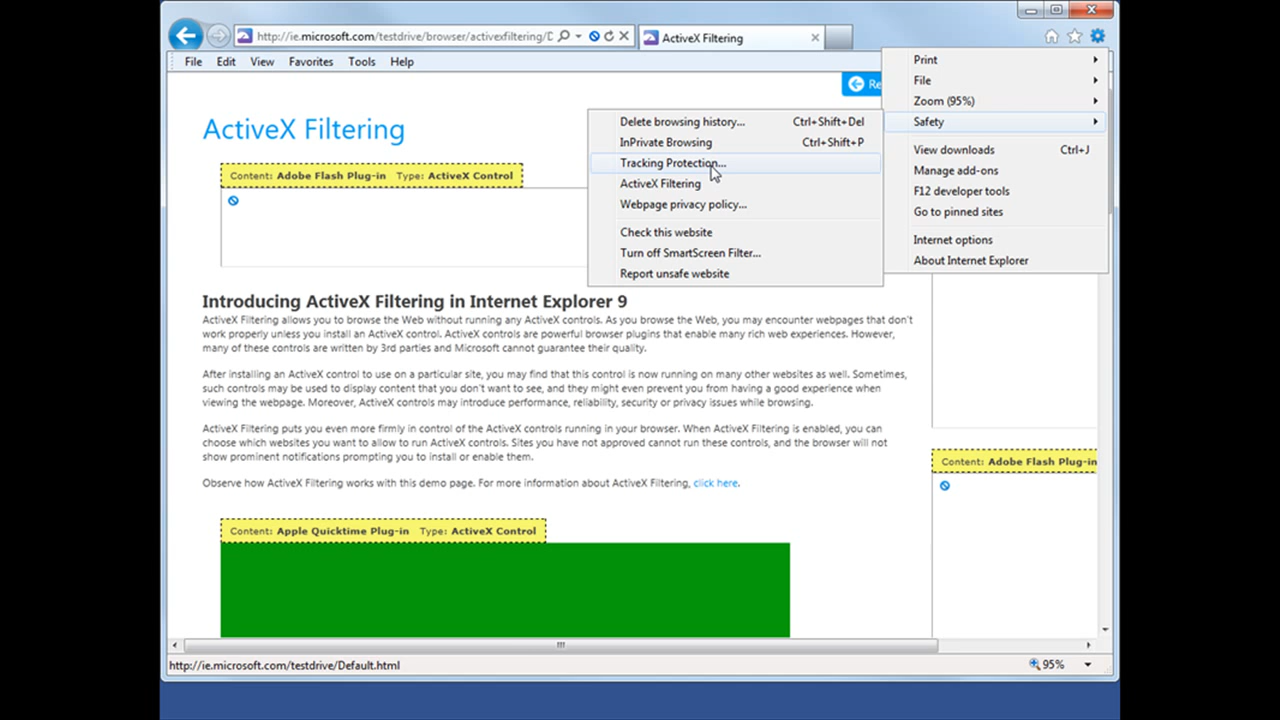 http://ie.microsoft.com/testdrive/browser/activexfiltering/D
ActiveX Filtering
File Edit View Favorites Tools Help
Print
File
Zoom (95%)
Safety
View downloads Ctrl+J
Manage add-ons
F12 developer tools
Go to pinned sites
Internet options
About Internet Explorer
Delete browsing history... Ctrl+Shift+Del
InPrivate Browsing Ctrl+Shift+P
Tracking Protection...
ActiveX Filtering
Webpage privacy policy...
Check this website
Turn off SmartScreen Filter...
Report unsafe website
Re
ActiveX Filtering
Content: Adobe Flash Plug-in Type: ActiveX Control
Introducing ActiveX Filtering in Internet Explorer 9
ActiveX Filtering allows you to browse the Web without running any ActiveX controls. As you browse the Web, you may encounter webpages that don't
work properly unless you install an ActiveX control. ActiveX controls are powerful browser plugins that enable many rich web experiences. However,
many of these controls are written by 3rd parties and Microsoft cannot guarantee their quality.
After installing an ActiveX control to use on a particular site, you may find that this control is now running on many other websites as well. Sometimes,
such controls may be used to display content that you don't want to see, and they might even prevent you from having a good experience when
viewing the webpage. Moreover, ActiveX controls may introduce performance, reliability, security or privacy issues while browsing.
ActiveX Filtering puts you even more firmly in control of the ActiveX controls running in your browser. When ActiveX Filtering is enabled, you can
choose which websites you want to allow to run ActiveX controls. Sites you have not approved cannot run these controls, and the browser will not
show prominent notifications prompting you to install or enable them.
Observe how ActiveX Filtering works with this demo page. For more information about ActiveX Filtering, click here.
Content: Adobe Flash Plug-in
Content: Apple Quicktime Plug-in Type: ActiveX Control
http://ie.microsoft.com/testdrive/Default.html
95%